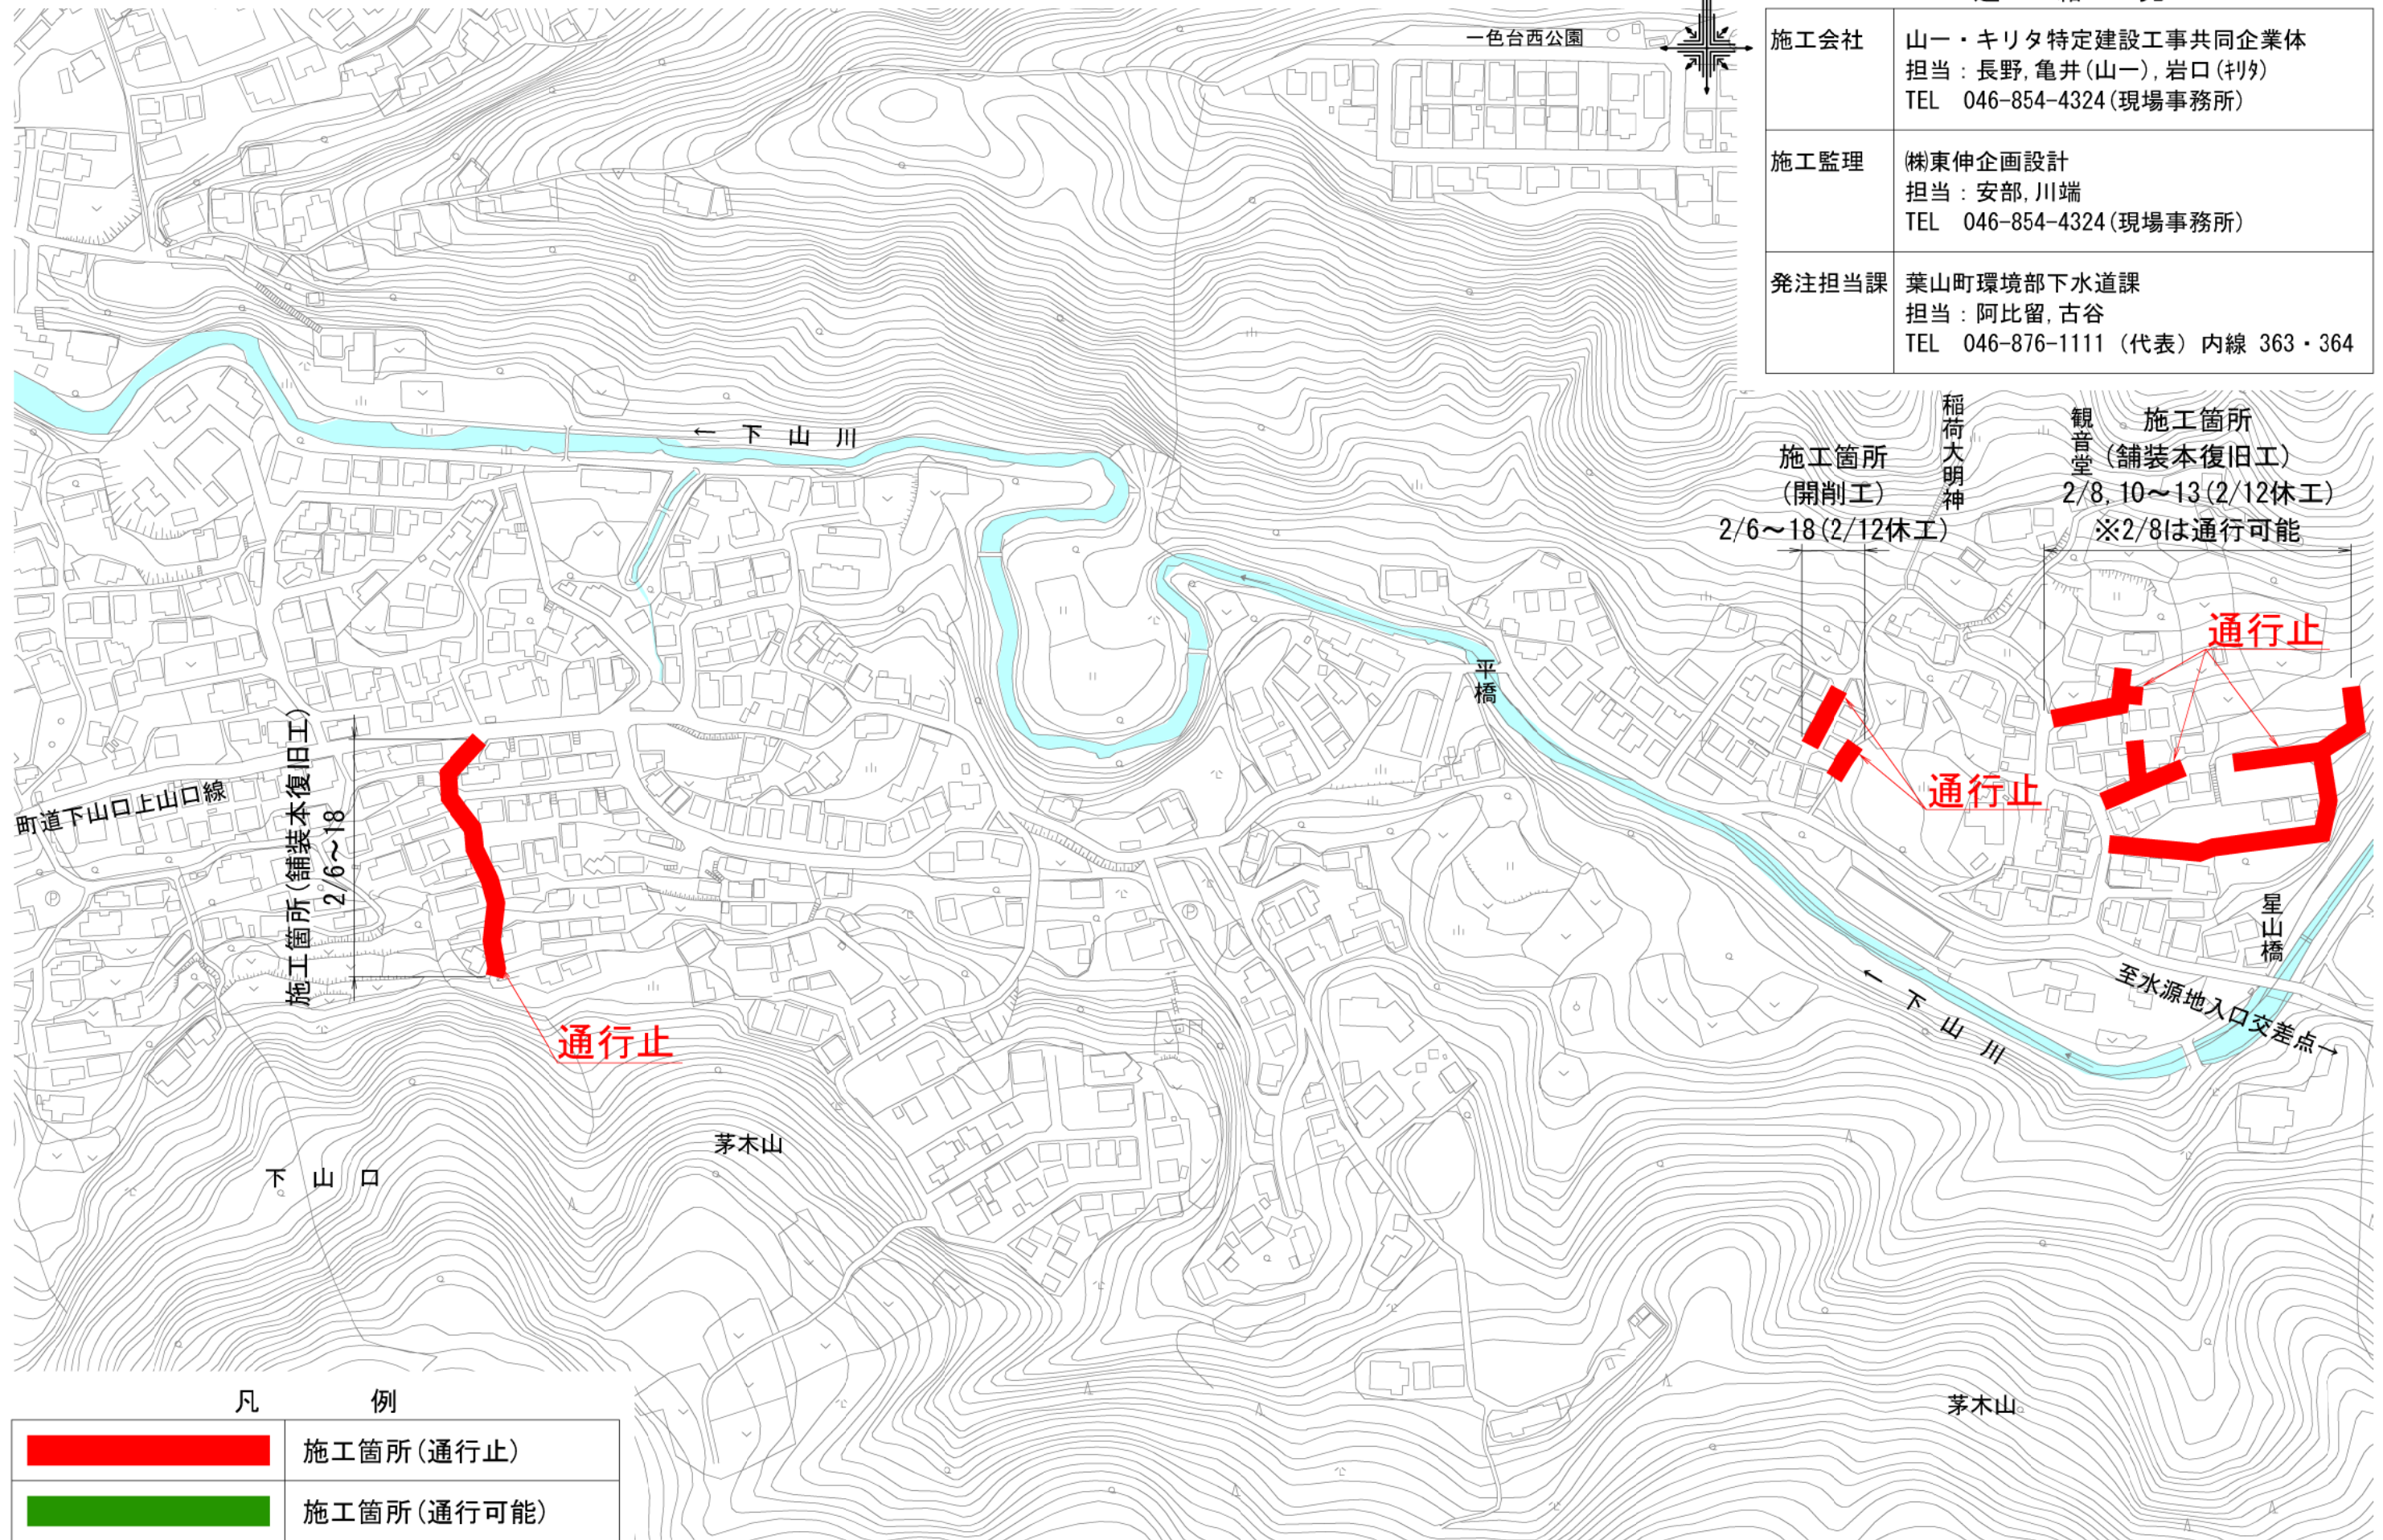 一色台西公園
施工会社
山一・キリタ特定建設工事共同企業体
担当：長野,亀井(山一),岩口(ｷﾘﾀ)
TEL 046-854-4324(現場事務所)
施工監理
㈱東伸企画設計
担当：安部,川端
TEL 046-854-4324(現場事務所)
発注担当課
葉山町環境部下水道課
担当：阿比留,古谷
TEL 046-876-1111（代表）内線 363・364
← 下山川
施工箇所
(開削工)
2/6～18(2/12休工)
稲荷大明神
観音堂
施工箇所
(舗装本復旧工)
2/8,10～13(2/12休工)
※2/8は通行可能
通行止
平橋
通行止
町道下山口上山口線
施工箇所(舗装本復旧工)
2/6～18
通行止
星山橋
至水源地入口交差点→
← 下山川
下山口
茅木山
茅木山
凡例
施工箇所(通行止)
施工箇所(通行可能)